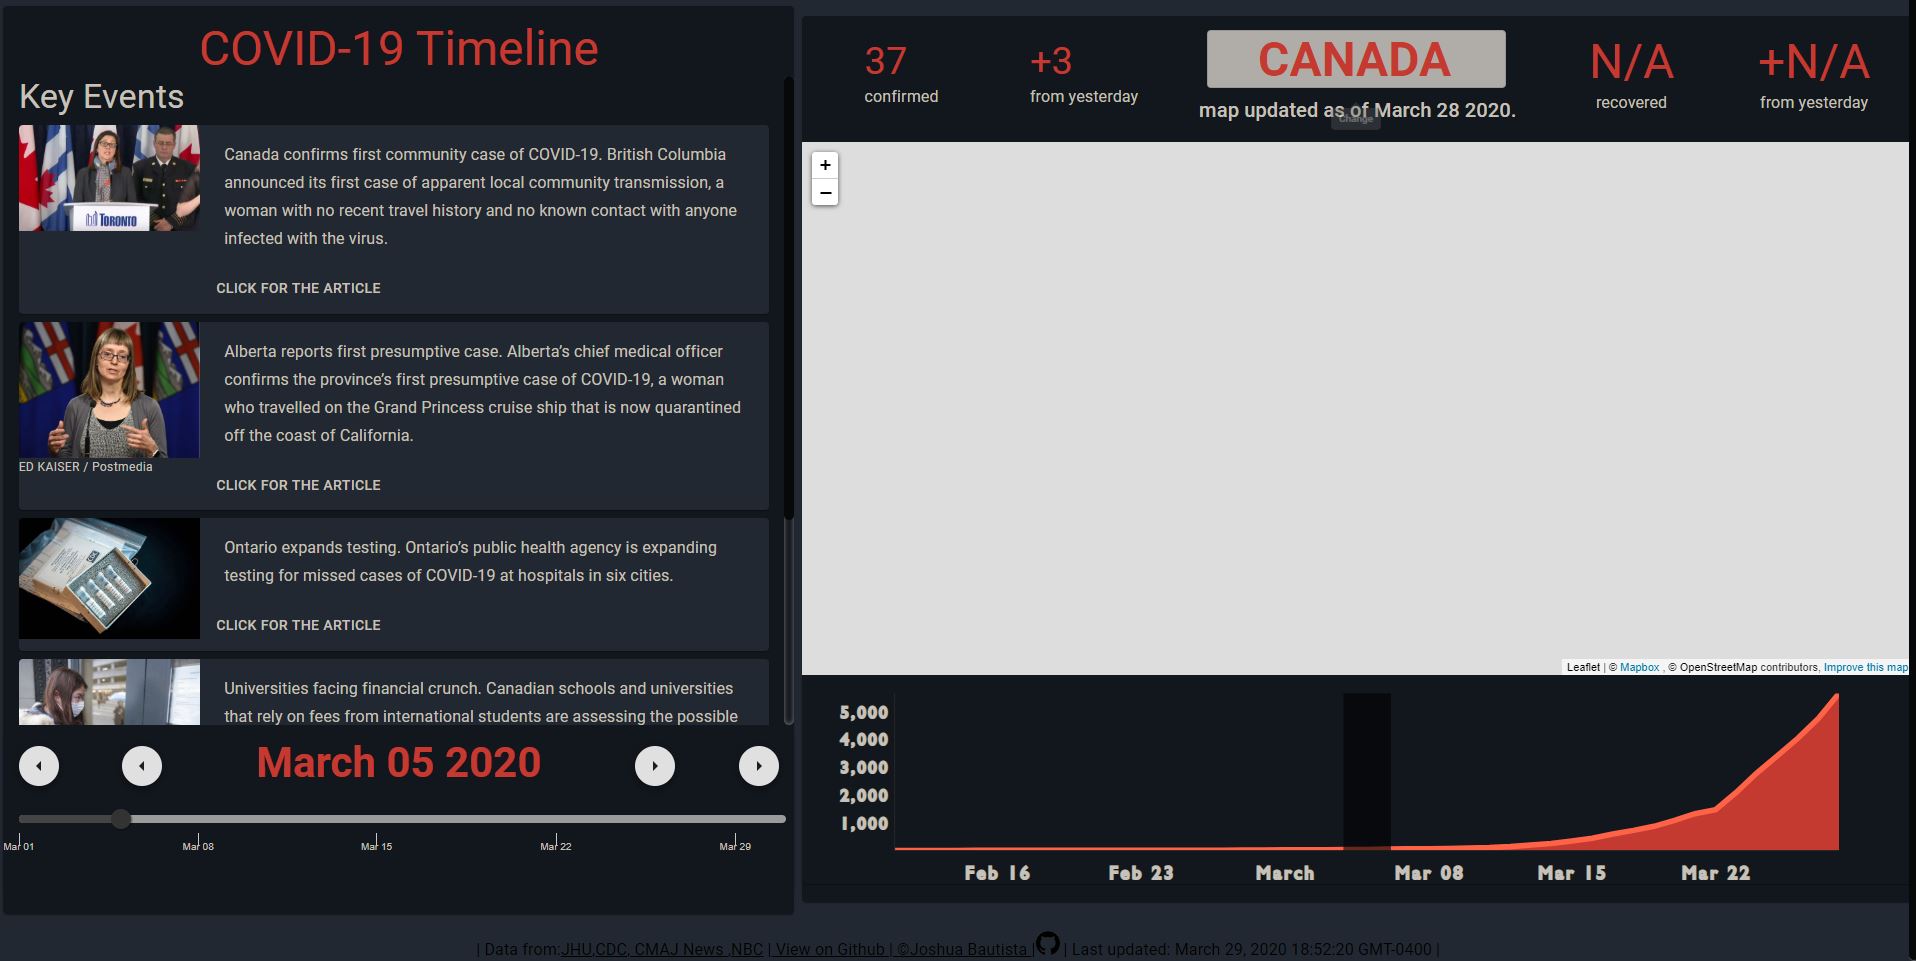 COVID-19 Timeline
Key Events
TORONTO
Canada confirms first community case of COVID-19. British Columbia
announced its first case of apparent local community transmission, a
woman with no recent travel history and no known contact with anyone
infected with the virus.
CLICK FOR THE ARTICLE
Alberta reports first presumptive case. Alberta’s chief medical officer
confirms the province’s first presumptive case of COVID-19, a woman
who travelled on the Grand Princess cruise ship that is now quarantined
off the coast of California.
ED KAISER / Postmedia
CLICK FOR THE ARTICLE
Ontario expands testing. Ontario’s public health agency is expanding
testing for missed cases of COVID-19 at hospitals in six cities.
CLICK FOR THE ARTICLE
Universities facing financial crunch. Canadian schools and universities
that rely on fees from international students are assessing the possible
March 05 2020
Mar 01 Mar 08 Mar 15 Mar 22 Mar 29
37
confirmed
+3
from yesterday
CANADA
map updated as of March 28 2020.
Change
N/A
recovered
+N/A
from yesterday
+
−
Leaflet | © Mapbox , © OpenStreetMap contributors, Improve this map
5,000
4,000
3,000
2,000
1,000
Feb 16 Feb 23 March Mar 08 Mar 15 Mar 22
| Data from:JHU,CDC, CMAJ News ,NBC | View on Github | ©Joshua Bautista | | Last updated: March 29, 2020 18:52:20 GMT-0400 |